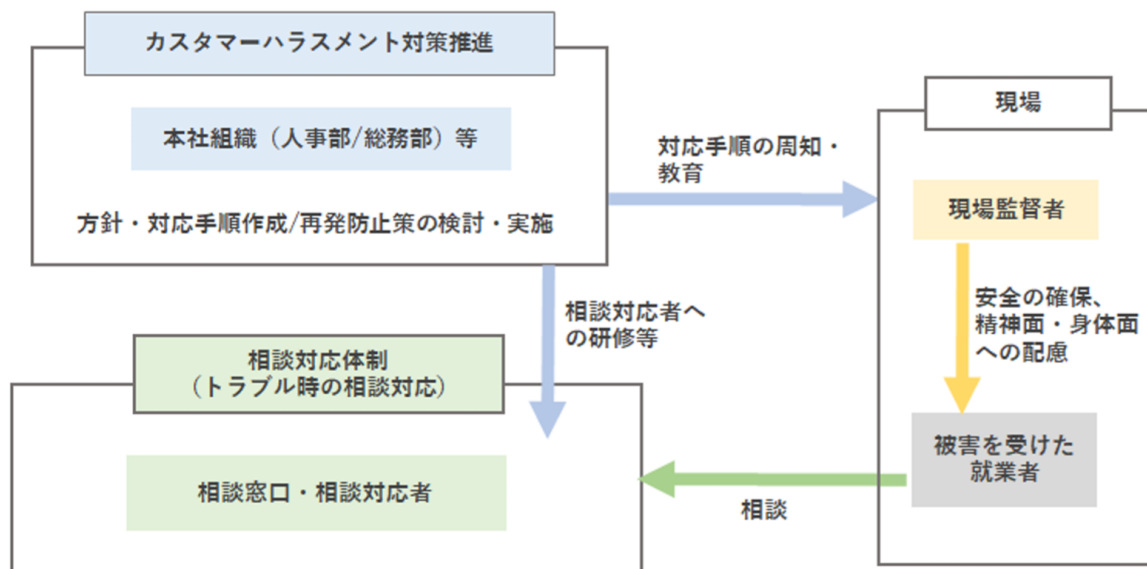 カスタマーハラスメント対策推進
本社組織（人事部/総務部）等
方針・対応手順作成/再発防止策の検討・実施
対応手順の周知・
教育
現場
現場監督者
安全の確保、
精神面・身体面
への配慮
被害を受けた
就業者
相談対応者へ
の研修等
相談対応体制
（トラブル時の相談対応）
相談窓口・相談対応者
相談